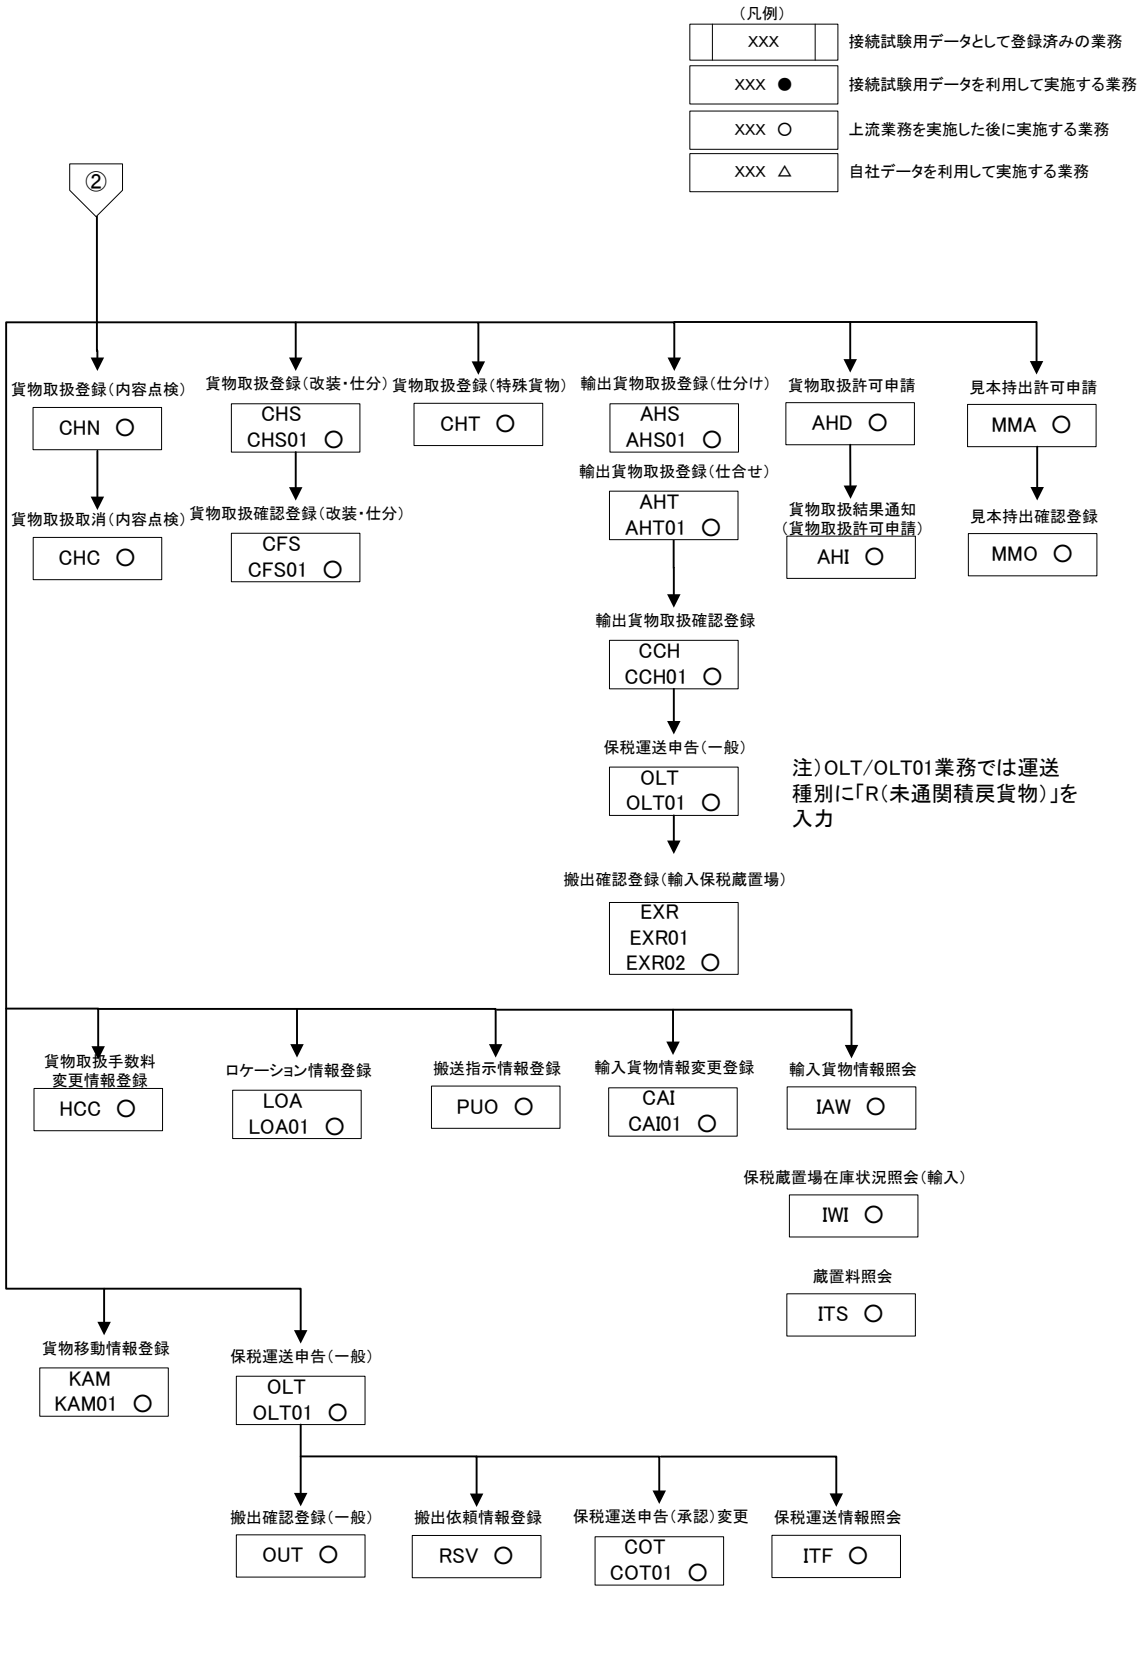 (凡例)
XXX
接続試験用データとして登録済みの業務
XXX ●
接続試験用データを利用して実施する業務
XXX ○
上流業務を実施した後に実施する業務
XXX △
自社データを利用して実施する業務
②
貨物取扱登録(内容点検)
CHN ○
貨物取扱登録(改装・仕分)
CHS
CHS01 ○
貨物取扱登録(特殊貨物)
CHT ○
輸出貨物取扱登録(仕分け)
AHS
AHS01 ○
貨物取扱許可申請
AHD ○
見本持出許可申請
MMA ○
貨物取扱取消(内容点検)
CHC ○
貨物取扱確認登録(改装・仕分)
CFS
CFS01 ○
輸出貨物取扱登録(仕合せ)
AHT
AHT01 ○
貨物取扱結果通知
(貨物取扱許可申請)
AHI ○
見本持出確認登録
MMO ○
輸出貨物取扱確認登録
CCH
CCH01 ○
保税運送申告(一般)
OLT
OLT01 ○
注)OLT/OLT01業務では運送
種別に「R(未通関積戻貨物)」を
入力
搬出確認登録(輸入保税蔵置場)
EXR
EXR01
EXR02 ○
貨物取扱手数料
変更情報登録
HCC ○
ロケーション情報登録
LOA
LOA01 ○
搬送指示情報登録
PUO ○
輸入貨物情報変更登録
CAI
CAI01 ○
輸入貨物情報照会
IAW ○
保税蔵置場在庫状況照会(輸入)
IWI ○
蔵置料照会
ITS ○
貨物移動情報登録
KAM
KAM01 ○
保税運送申告(一般)
OLT
OLT01 ○
搬出確認登録(一般)
OUT ○
搬出依頼情報登録
RSV ○
保税運送申告(承認)変更
COT
COT01 ○
保税運送情報照会
ITF ○